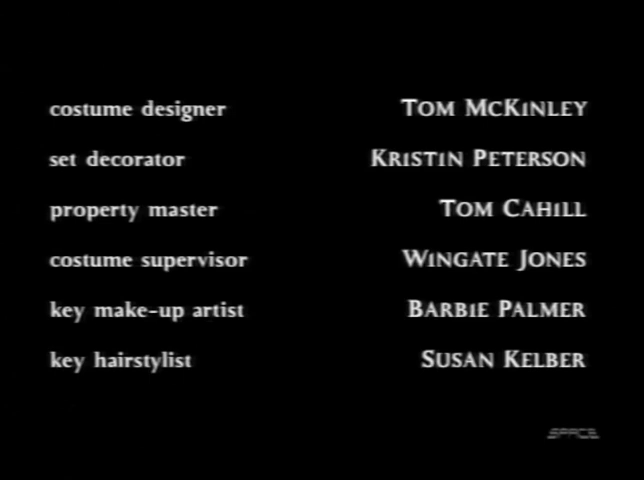 costume designer TOM MCKINLEY
set decorator KRISTIN PETERSON
property master TOM CAHILL
costume supervisor WINGATE JONES
key make-up artist BARBIE PALMER
key hairstylist SUSAN KELBER
SPACE